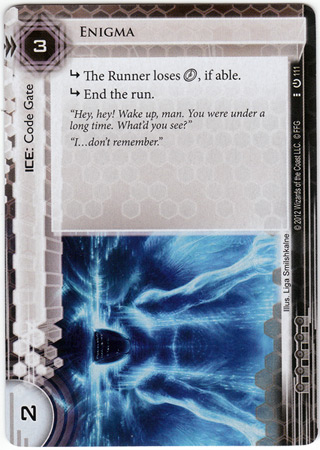 ENIGMA
3
ICE: Code Gate
↳ The Runner loses, if able.
↳ End the run.
“Hey, hey! Wake up, man. You were under a
long time. What’d you see?”
“I…don’t remember.”
111
© 2012 Wizards of the Coast LLC. © FFG
Illus. Liga Smilshkalne
2